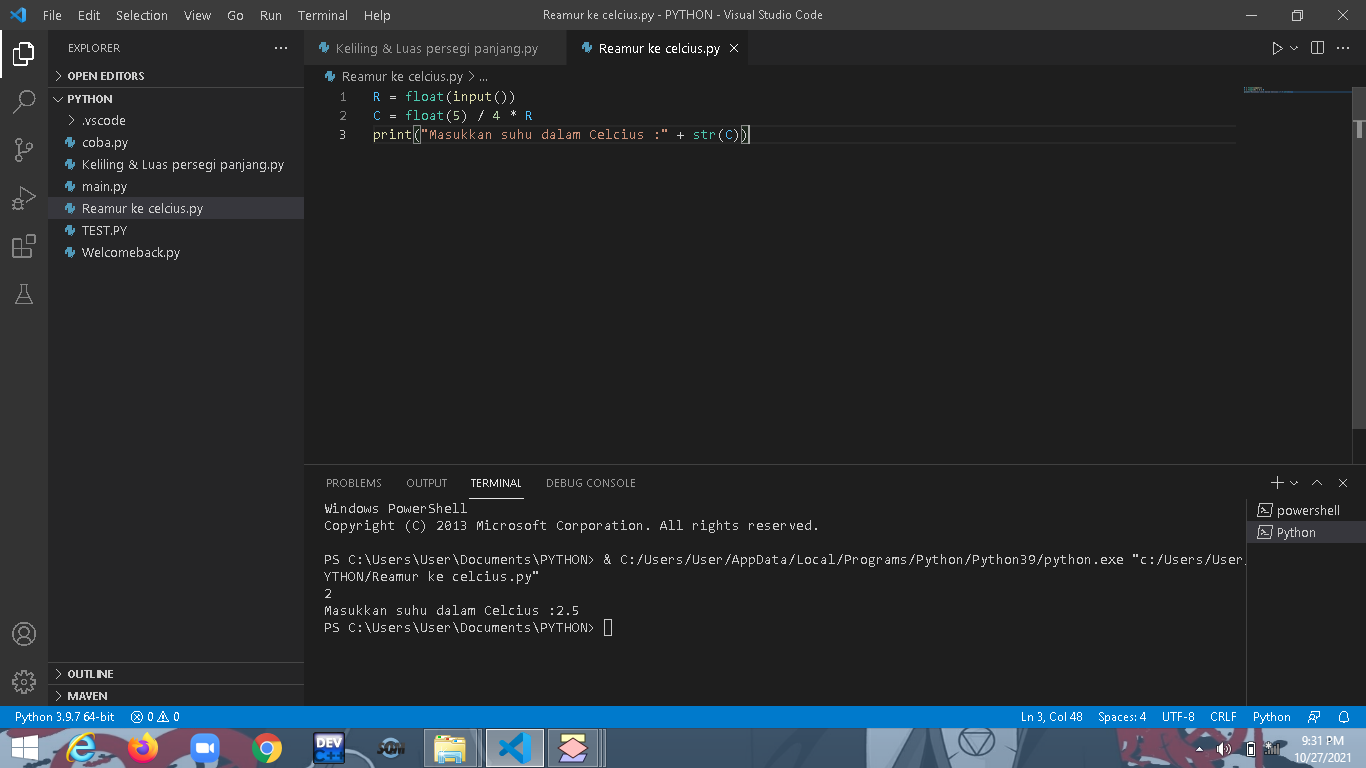 File Edit Selection View Go Run Terminal Help
Reamur ke celcius.py - PYTHON - Visual Studio Code
EXPLORER
OPEN EDITORS
PYTHON
.vscode
coba.py
Keliling & Luas persegi panjang.py
main.py
Reamur ke celcius.py
TEST.PY
Welcomeback.py
OUTLINE
MAVEN
Keliling & Luas persegi panjang.py
Reamur ke celcius.py
Reamur ke celcius.py > ...
1 R = float(input())
2 C = float(5) / 4 * R
3 print("Masukkan suhu dalam Celcius :" + str(C))
PROBLEMS OUTPUT TERMINAL DEBUG CONSOLE
Windows PowerShell
Copyright (C) 2013 Microsoft Corporation. All rights reserved.
PS C:\Users\User\Documents\PYTHON> & C:/Users/User/AppData/Local/Programs/Python/Python39/python.exe "c:/Users/User/
YTHON/Reamur ke celcius.py"
2
Masukkan suhu dalam Celcius :2.5
PS C:\Users\User\Documents\PYTHON>
powershell
Python
Python 3.9.7 64-bit 0 0
Ln 3, Col 48 Spaces: 4 UTF-8 CRLF Python
DEV
C++
9:31 PM
10/27/2021